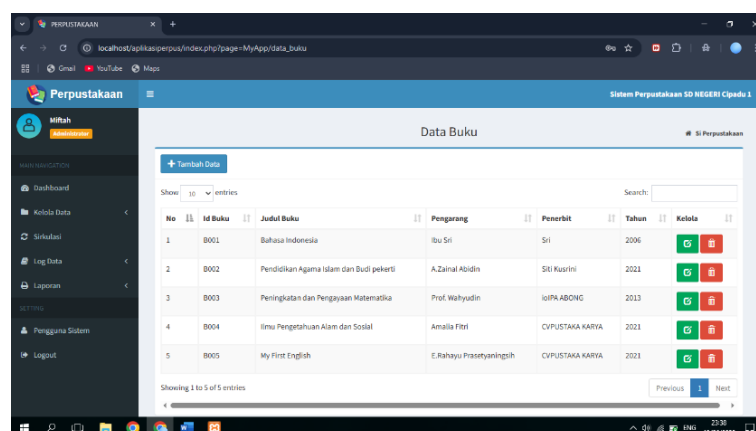 PERPUSTAKAAN
localhost/aplikasiperpus/index.php?page=MyApp/data_buku
Gmail YouTube Maps
Perpustakaan
Sistem Perpustakaan SD NEGERI Cipadu 1
Miftah
Administrator
Data Buku
Si Perpustakaan
MAIN NAVIGATION
Dashboard
Kelola Data
Sirkulasi
Log Data
Laporan
SETTING
Pengguna Sistem
Logout
Tambah Data
Show 10 entries
Search:
No Id Buku Judul Buku Pengarang Penerbit Tahun Kelola
1 B001 Bahasa Indonesia Ibu Sri Sri 2006
2 B002 Pendidikan Agama Islam dan Budi pekerti A.Zainal Abidin Siti Kusrini 2021
3 B003 Peningkatan dan Pengayaan Matematika Prof. Wahyudin ioIPA ABONG 2013
4 B004 Ilmu Pengetahuan Alam dan Sosial Amalia Fitri CVPUSTAKA KARYA 2021
5 B005 My First English E.Rahayu Prasetyaningsih CVPUSTAKA KARYA 2021
Showing 1 to 5 of 5 entries
Previous 1 Next
ENG
23:30